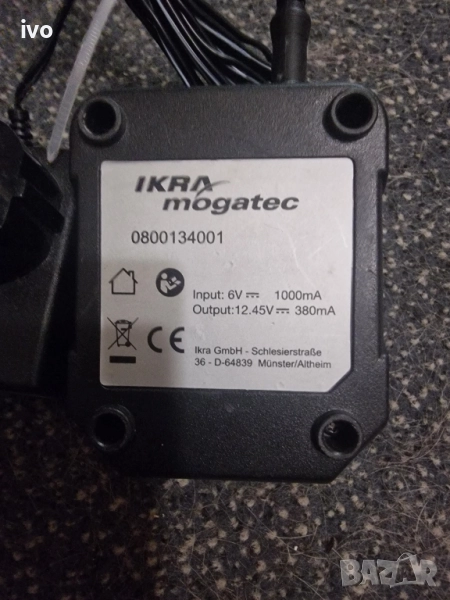 ivo
IKRA
mogatec
0800134001
Input: 6V⎓ 1000mA
Output:12.45V⎓ 380mA
CE
Ikra GmbH - Schlesierstraße
36 - D-64839 Münster/Altheim
BAZAR